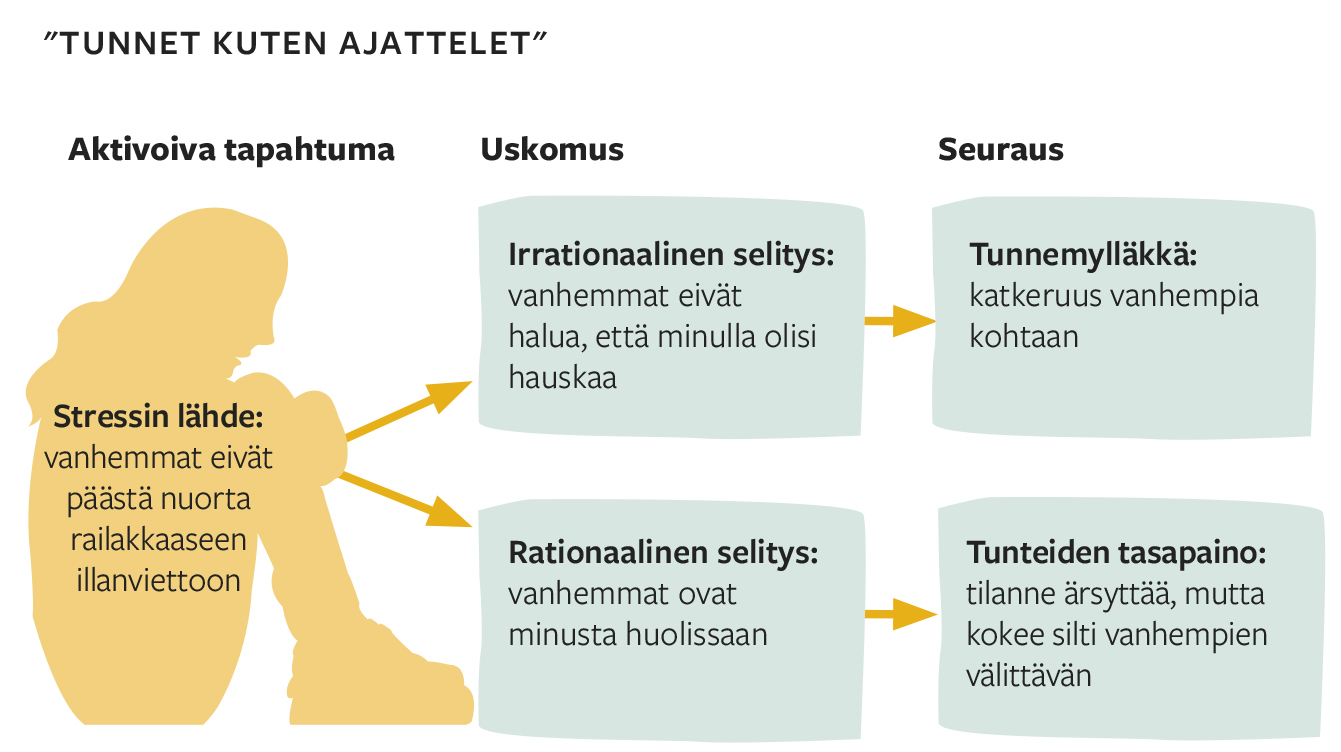 ”TUNNET KUTEN AJATTELET”
Aktivoiva tapahtuma
Stressin lähde:
vanhemmat eivät
päästä nuorta
railakkaaseen
illanviettoon
Uskomus
Irrationaalinen selitys:
vanhemmat eivät
halua, että minulla olisi
hauskaa
Rationaalinen selitys:
vanhemmat ovat
minusta huolissaan
Seuraus
Tunnemylläkkä:
katkeruus vanhempia
kohtaan
Tunteiden tasapaino:
tilanne ärsyttää, mutta
kokee silti vanhempien
välittävän